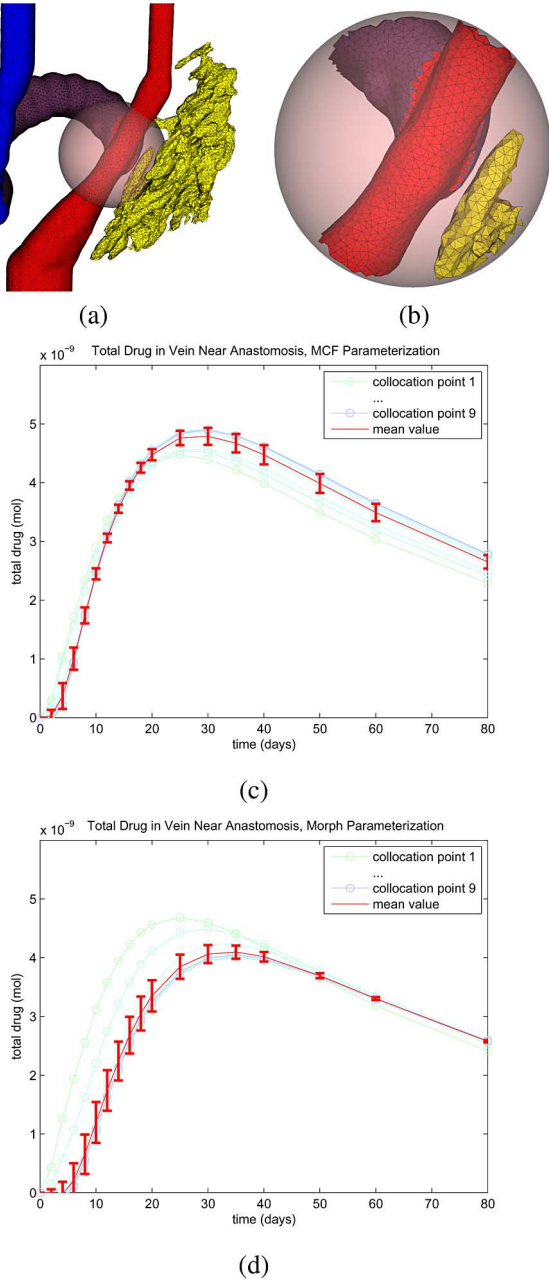 (a)
(b)
x 10⁻⁹
Total Drug in Vein Near Anastomosis, MCF Parameterization
collocation point 1
...
collocation point 9
mean value
5
4
3
2
1
0
total drug (mol)
0 10 20 30 40 50 60 70 80
time (days)
(c)
x 10⁻⁹
Total Drug in Vein Near Anastomosis, Morph Parameterization
collocation point 1
...
collocation point 9
mean value
5
4
3
2
1
0
total drug (mol)
0 10 20 30 40 50 60 70 80
time (days)
(d)